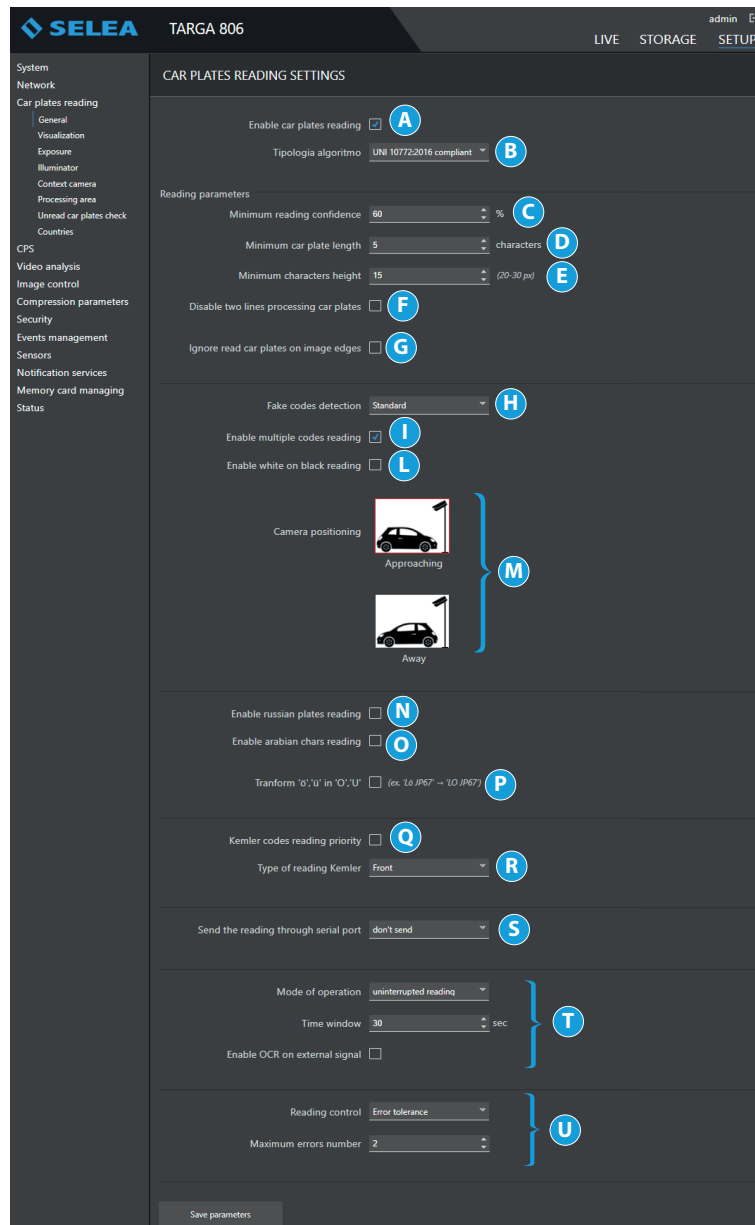 SELEA
TARGA 806
admin
LIVE STORAGE SETUP
System
Network
Car plates reading
General
Visualization
Exposure
Illuminator
Context camera
Processing area
Unread car plates check
Countries
CPS
Video analysis
Image control
Compression parameters
Security
Events management
Sensors
Notification services
Memory card managing
Status
CAR PLATES READING SETTINGS
Enable car plates reading A
Tipologia algoritmo UNI 10772:2016 compliant B
Reading parameters
Minimum reading confidence 60 % C
Minimum car plate length 5 characters D
Minimum characters height 15 (20-30 px) E
Disable two lines processing car plates F
Ignore read car plates on image edges G
Fake codes detection Standard H
Enable multiple codes reading I
Enable white on black reading L
Camera positioning
Approaching
M
Away
Enable russian plates reading N
Enable arabian chars reading O
Tranform 'ö','ü' in 'O','U' (ex. 'Lö JP67' → 'LO JP67') P
Kemler codes reading priority Q
Type of reading Kemler Front R
Send the reading through serial port don't send S
Mode of operation uninterrupted reading
Time window 30 sec T
Enable OCR on external signal
Reading control Error tolerance
U
Maximum errors number 2
Save parameters